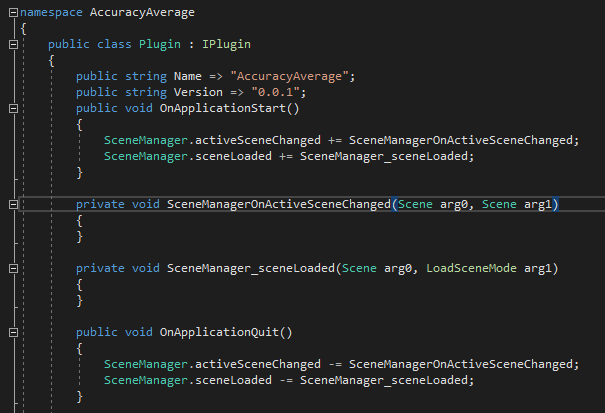 namespace AccuracyAverage
{
public class Plugin : IPlugin
{
public string Name => "AccuracyAverage";
public string Version => "0.0.1";
public void OnApplicationStart()
{
SceneManager.activeSceneChanged += SceneManagerOnActiveSceneChanged;
SceneManager.sceneLoaded += SceneManager_sceneLoaded;
}
private void SceneManagerOnActiveSceneChanged(Scene arg0, Scene arg1)
{
}
private void SceneManager_sceneLoaded(Scene arg0, LoadSceneMode arg1)
{
}
public void OnApplicationQuit()
{
SceneManager.activeSceneChanged -= SceneManagerOnActiveSceneChanged;
SceneManager.sceneLoaded -= SceneManager_sceneLoaded;
}